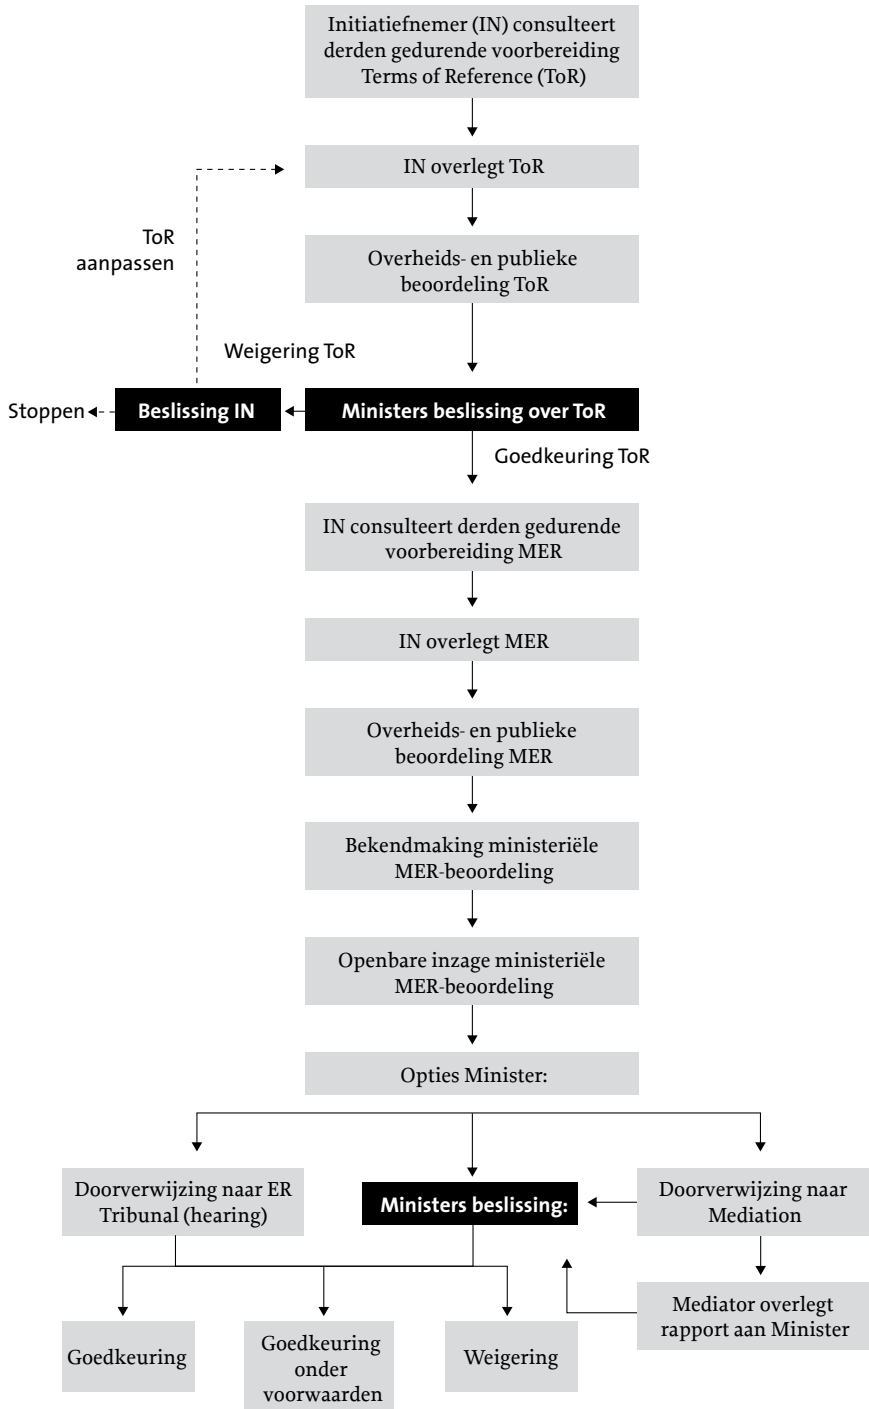 Initiatiefnemer (IN) consulteert
derden gedurende voorbereiding
Terms of Reference (ToR)
IN overlegt ToR
ToR
aanpassen
Overheids- en publieke
beoordeling ToR
Weigering ToR
Stoppen
Beslissing IN
Ministers beslissing over ToR
Goedkeuring ToR
IN consulteert derden gedurende
voorbereiding MER
IN overlegt MER
Overheids- en publieke
beoordeling MER
Bekendmaking ministeriële
MER-beoordeling
Openbare inzage ministeriële
MER-beoordeling
Opties Minister:
Doorverwijzing naar ER
Tribunal (hearing)
Ministers beslissing:
Doorverwijzing naar
Mediation
Mediator overlegt
rapport aan Minister
Goedkeuring
Goedkeuring
onder
voorwaarden
Weigering